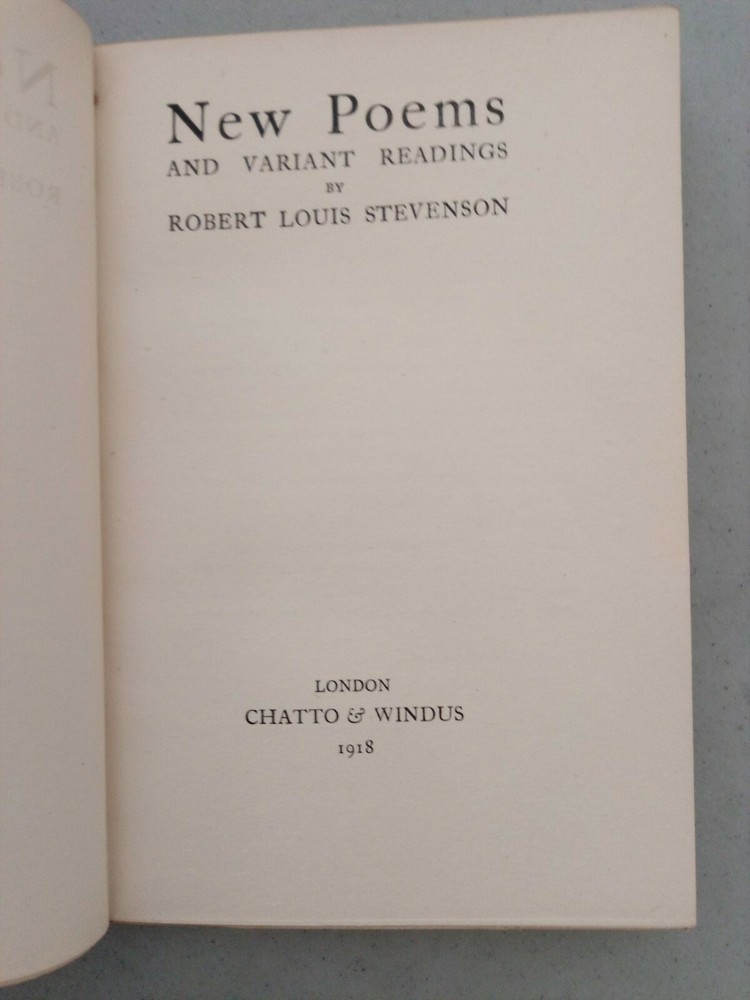 New Poems
AND VARIANT READINGS
BY
ROBERT LOUIS STEVENSON
LONDON
CHATTO & WINDUS
1918